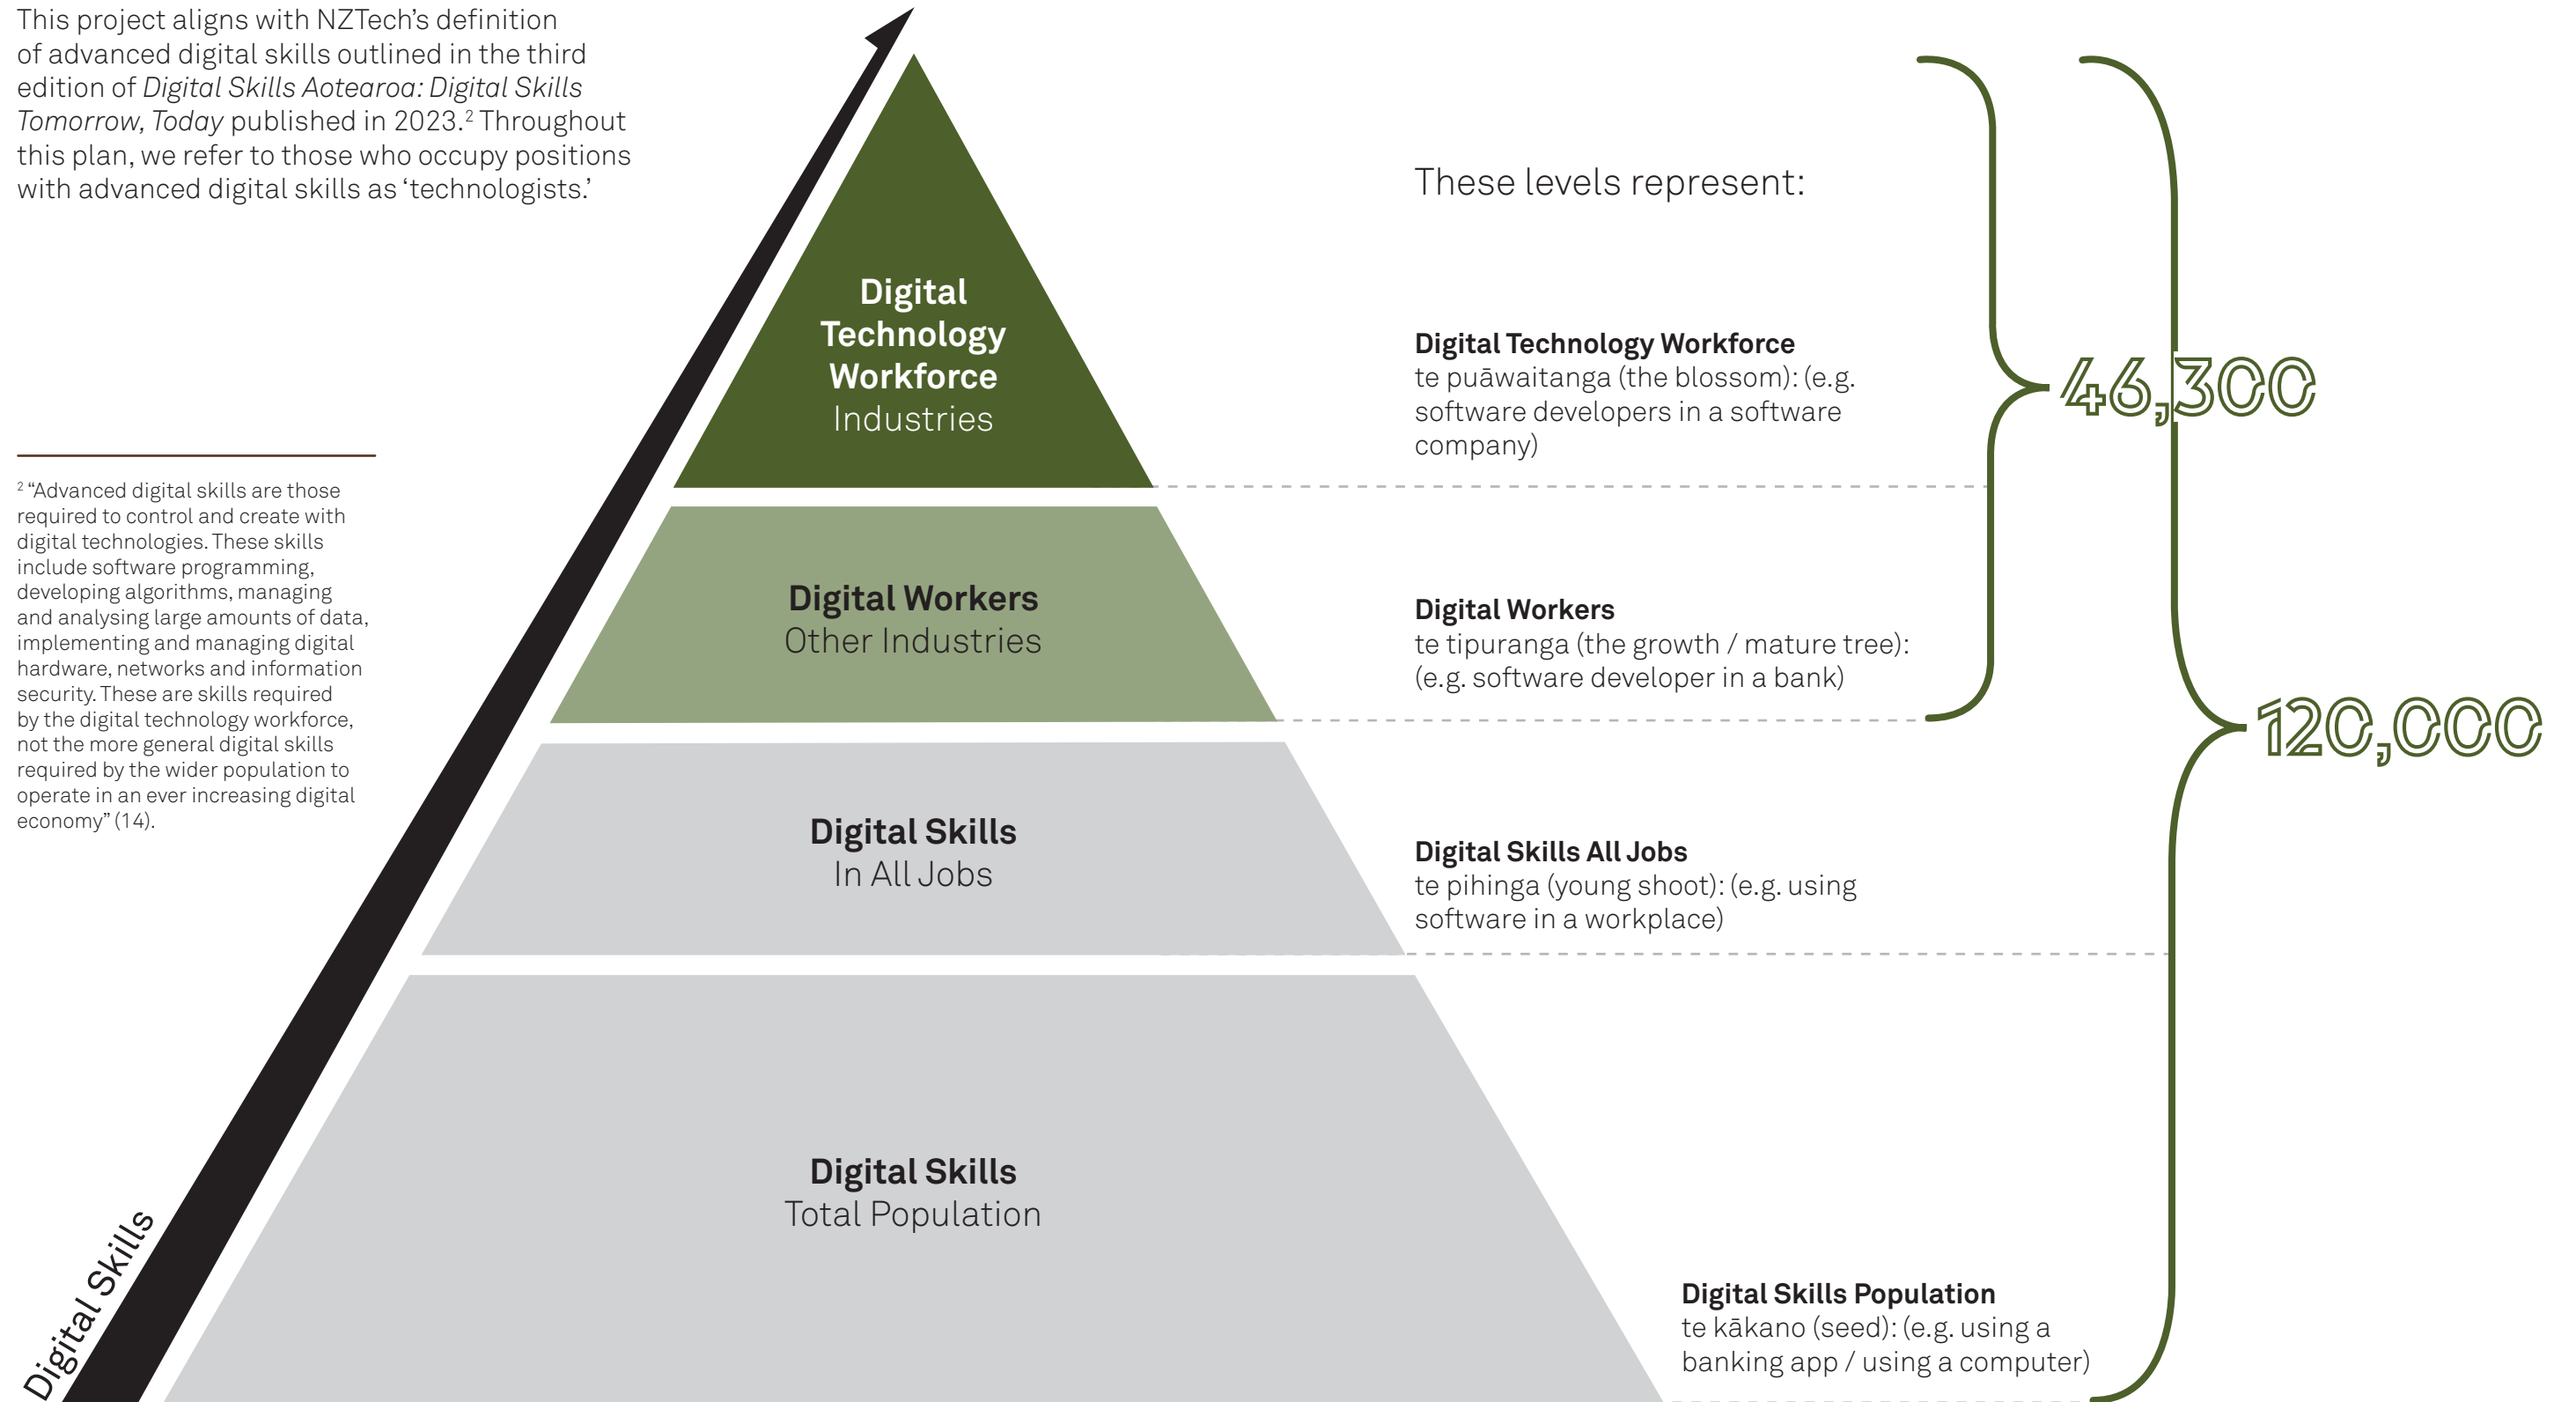 This project aligns with NZTech's definition
of advanced digital skills outlined in the third
edition of Digital Skills Aotearoa: Digital Skills
Tomorrow, Today published in 2023.² Throughout
this plan, we refer to those who occupy positions
with advanced digital skills as ‘technologists.’
² “Advanced digital skills are those
required to control and create with
digital technologies. These skills
include software programming,
developing algorithms, managing
and analysing large amounts of data,
implementing and managing digital
hardware, networks and information
security. These are skills required
by the digital technology workforce,
not the more general digital skills
required by the wider population to
operate in an ever increasing digital
economy” (14).
Digital Skills
Digital
Technology
Workforce
Industries
Digital Workers
Other Industries
Digital Skills
In All Jobs
Digital Skills
Total Population
These levels represent:
Digital Technology Workforce
te puāwaitanga (the blossom): (e.g.
software developers in a software
company)
Digital Workers
te tipuranga (the growth / mature tree):
(e.g. software developer in a bank)
Digital Skills All Jobs
te pihinga (young shoot): (e.g. using
software in a workplace)
Digital Skills Population
te kākano (seed): (e.g. using a
banking app / using a computer)
46,300
120,000